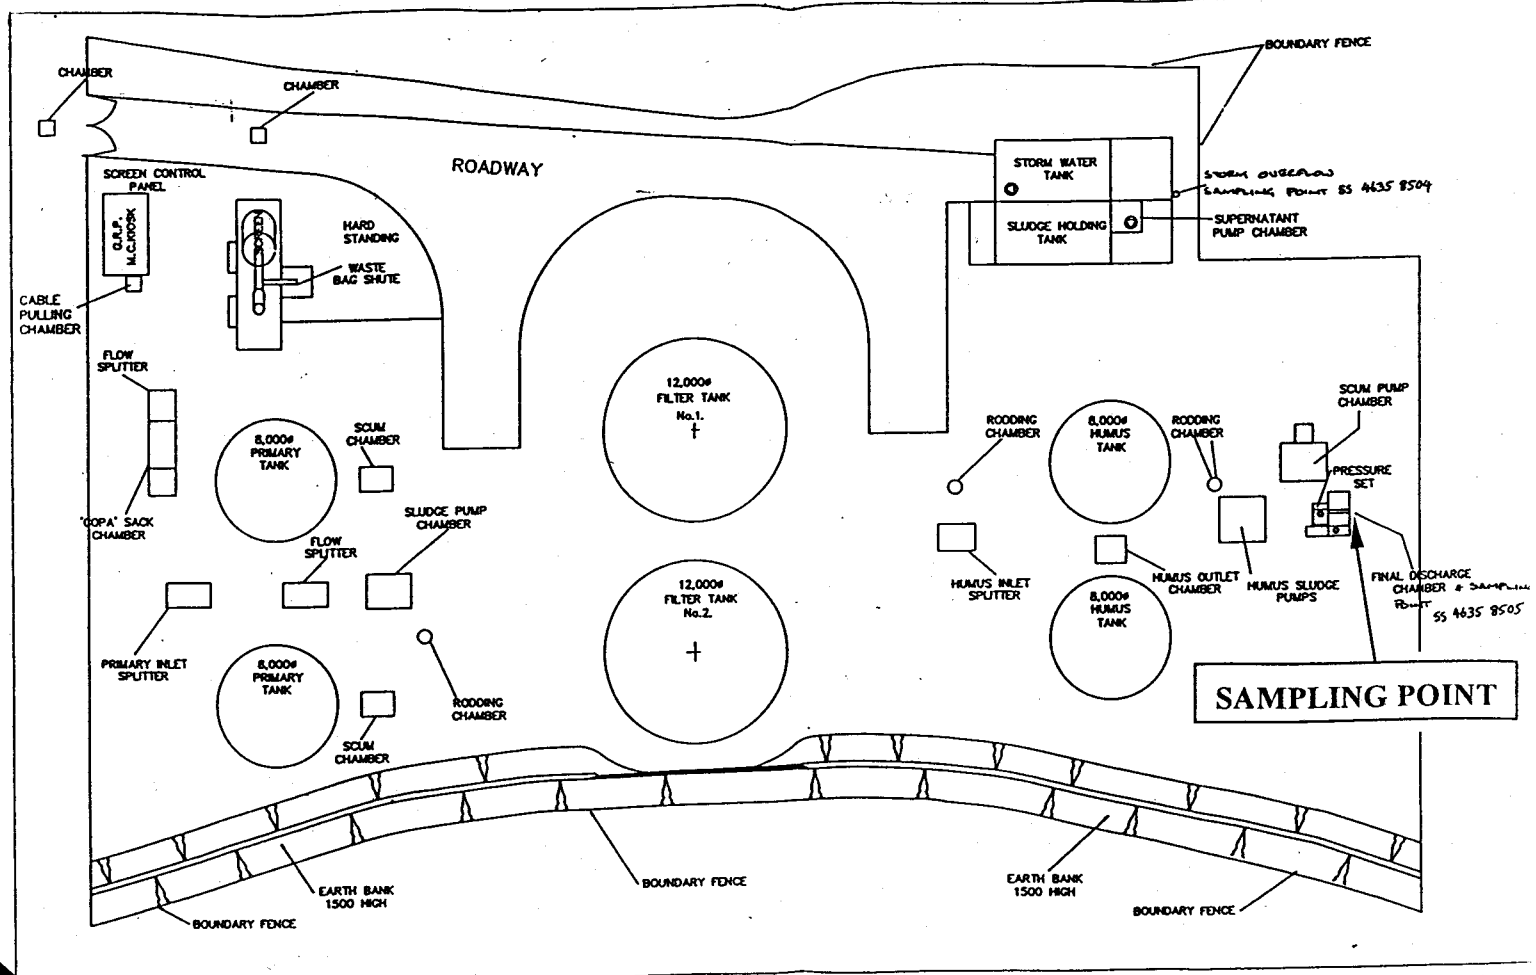 BOUNDARY FENCE
CHAMBER
CHAMBER
ROADWAY
SCREEN CONTROL
PANEL
G.R.P.
M.C.KIOSK
SCREEN
HARD
STANDING
WASTE
BAG SHUTE
CABLE
PULLING
CHAMBER
STORM WATER
TANK
STORM OVERFLOW
SAMPLING POINT SS 4635 8504
SLUDGE HOLDING
TANK
SUPERNATANT
PUMP CHAMBER
FLOW
SPLITTER
12,000ø
FILTER TANK
No.1.
SCUM PUMP
CHAMBER
8,000ø
PRIMARY
TANK
SCUM
CHAMBER
RODDING
CHAMBER
8,000ø
HUMUS
TANK
RODDING
CHAMBER
PRESSURE
SET
"COPA" SACK
CHAMBER
SLUDGE PUMP
CHAMBER
FLOW
SPLITTER
12,000ø
FILTER TANK
No.2.
HUMUS INLET
SPLITTER
HUMUS OUTLET
CHAMBER
HUMUS SLUDGE
PUMPS
FINAL DISCHARGE
CHAMBER & SAMPLING
POINT
SS 4635 8505
8,000ø
HUMUS
TANK
PRIMARY INLET
SPLITTER
8,000ø
PRIMARY
TANK
RODDING
CHAMBER
SCUM
CHAMBER
SAMPLING POINT
EARTH BANK
1500 HIGH
BOUNDARY FENCE
BOUNDARY FENCE
EARTH BANK
1500 HIGH
BOUNDARY FENCE